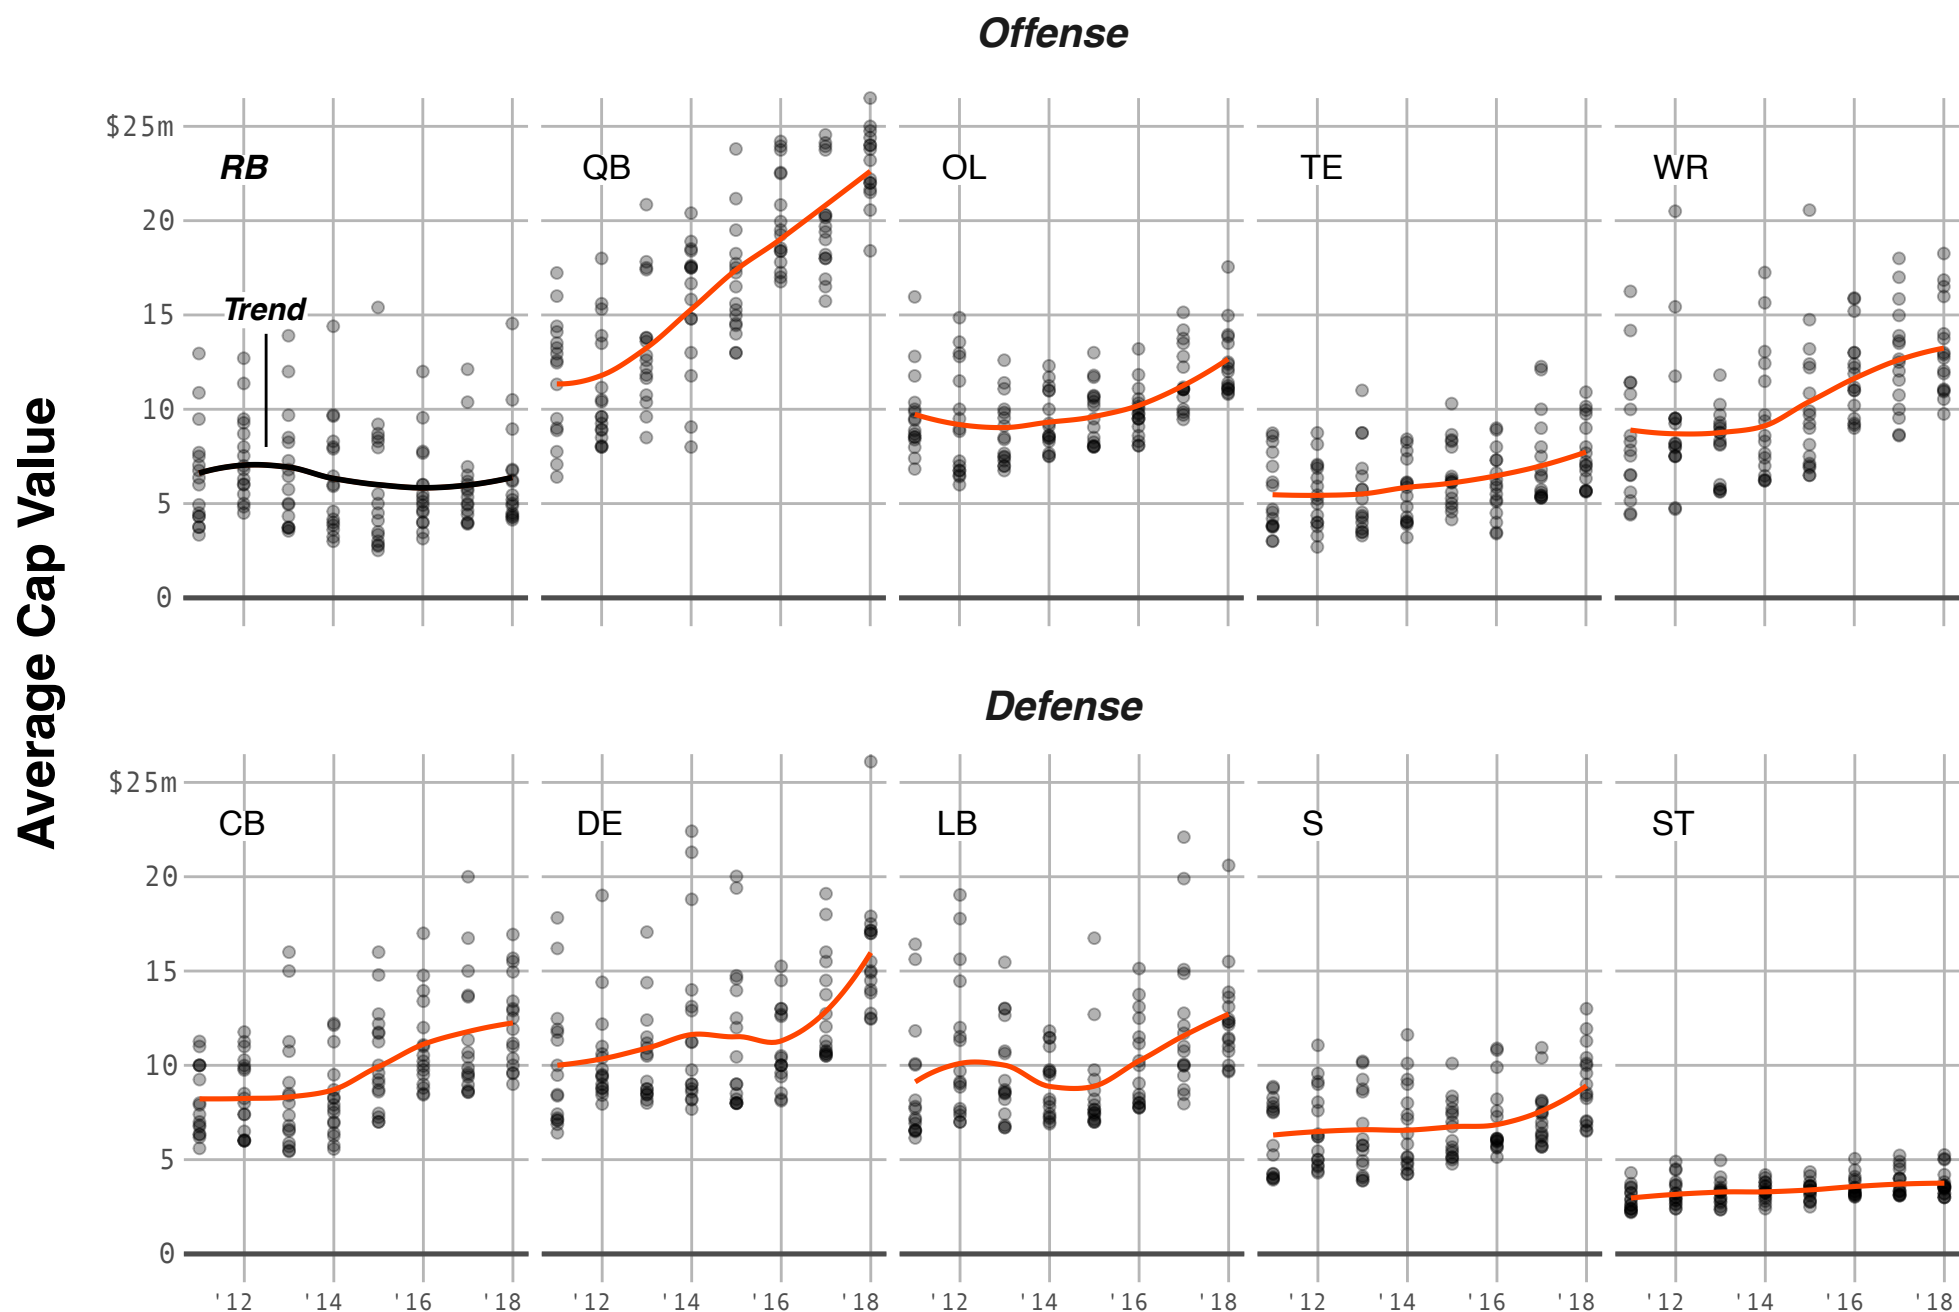 Offense
$25m
RB
QB
OL
TE
WR
20
Trend
15
10
5
0
Average Cap Value
Defense
$25m
CB
DE
LB
S
ST
20
15
10
5
0
'12 '14 '16 '18 '12 '14 '16 '18 '12 '14 '16 '18 '12 '14 '16 '18 '12 '14 '16 '18